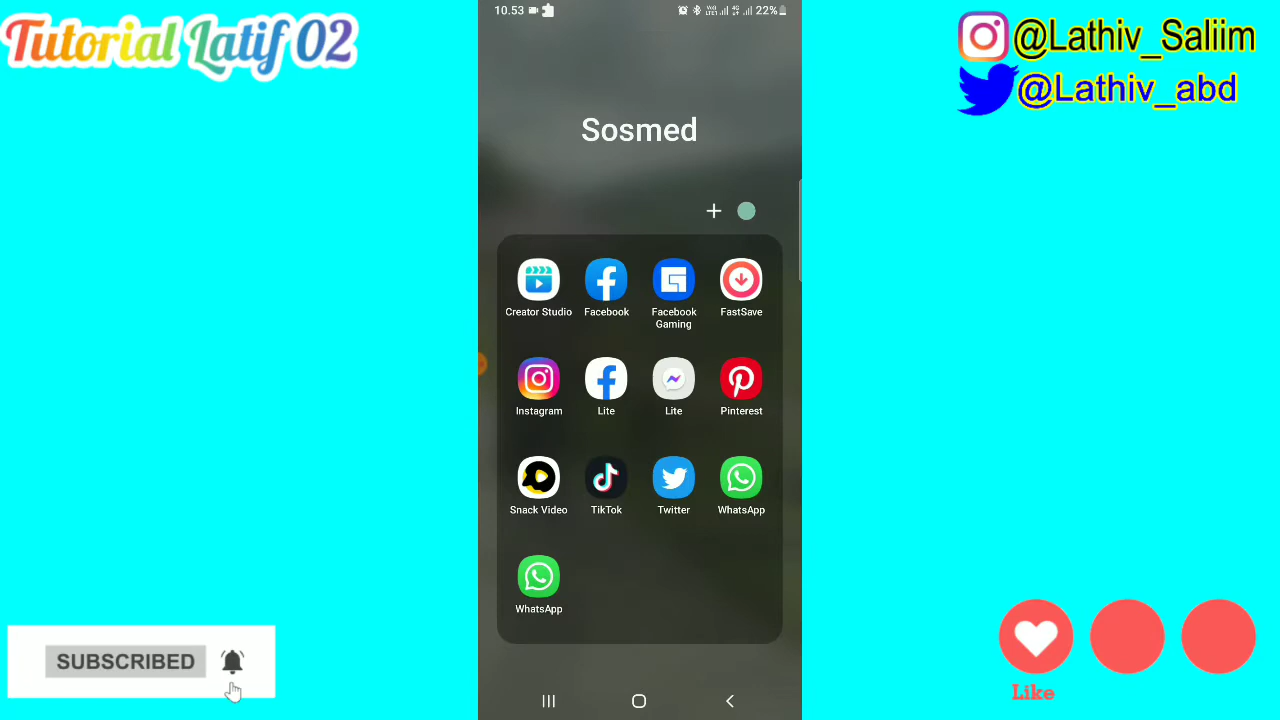 Tutorial Latif 02
@Lathiv_Saliim
@Lathiv_abd
10.53
22%
Sosmed
Creator Studio
Facebook
Facebook
Gaming
FastSave
Instagram
Lite
Lite
Pinterest
Snack Video
TikTok
Twitter
WhatsApp
WhatsApp
SUBSCRIBED
Like